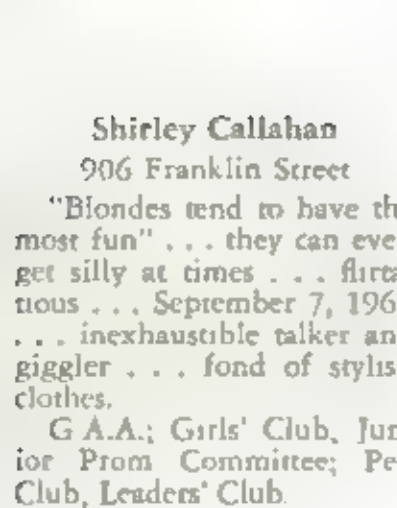 Shirley Callahan
906 Franklin Street
"Blondes tend to have th
most fun" . . . they can eve
get silly at times . . . flirta
tious . . . September 7, 196
. . . inexhaustible talker an
giggler . . . fond of stylis
clothes.
G A.A.; Girls' Club, Jun
ior Prom Committee; Pe
Club, Leaders' Club.